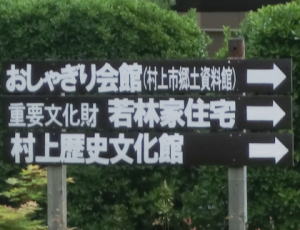 おしゃぎり会館(村上市郷土資料館)
重要文化財 若林家住宅
村上歴史文化館